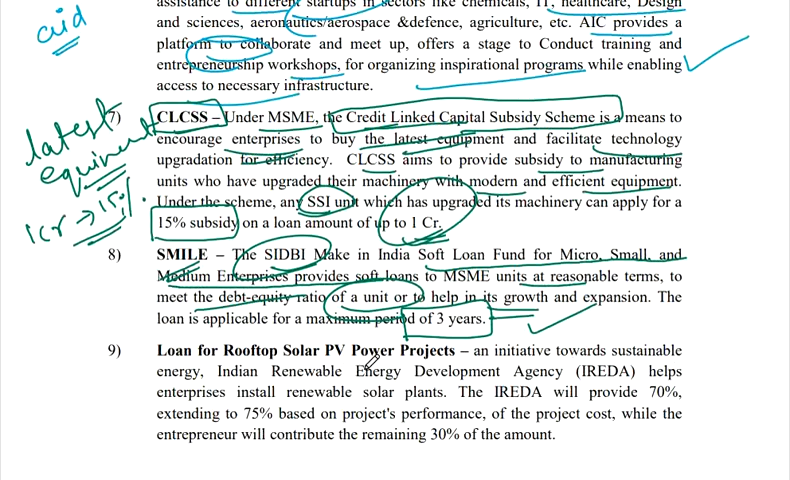 assistance to different startups in sectors like chemicals, IT, healthcare, Design
and sciences, aeronautics/aerospace &defence, agriculture, etc. AIC provides a
platform to collaborate and meet up, offers a stage to Conduct training and
entrepreneurship workshops, for organizing inspirational programs while enabling
access to necessary infrastructure.
aid
7) CLCSS – Under MSME, the Credit Linked Capital Subsidy Scheme is a means to
encourage enterprises to buy the latest equipment and facilitate technology
upgradation for efficiency. CLCSS aims to provide subsidy to manufacturing
units who have upgraded their machinery with modern and efficient equipment.
Under the scheme, any SSI unit which has upgraded its machinery can apply for a
15% subsidy on a loan amount of up to 1 Cr.
latest
equipment
1cr → 15%.
8) SMILE – The SIDBI Make in India Soft Loan Fund for Micro, Small, and
Medium Enterprises provides soft loans to MSME units at reasonable terms, to
meet the debt-equity ratio of a unit or to help in its growth and expansion. The
loan is applicable for a maximum period of 3 years.
9) Loan for Rooftop Solar PV Power Projects – an initiative towards sustainable
energy, Indian Renewable Energy Development Agency (IREDA) helps
enterprises install renewable solar plants. The IREDA will provide 70%,
extending to 75% based on project's performance, of the project cost, while the
entrepreneur will contribute the remaining 30% of the amount.